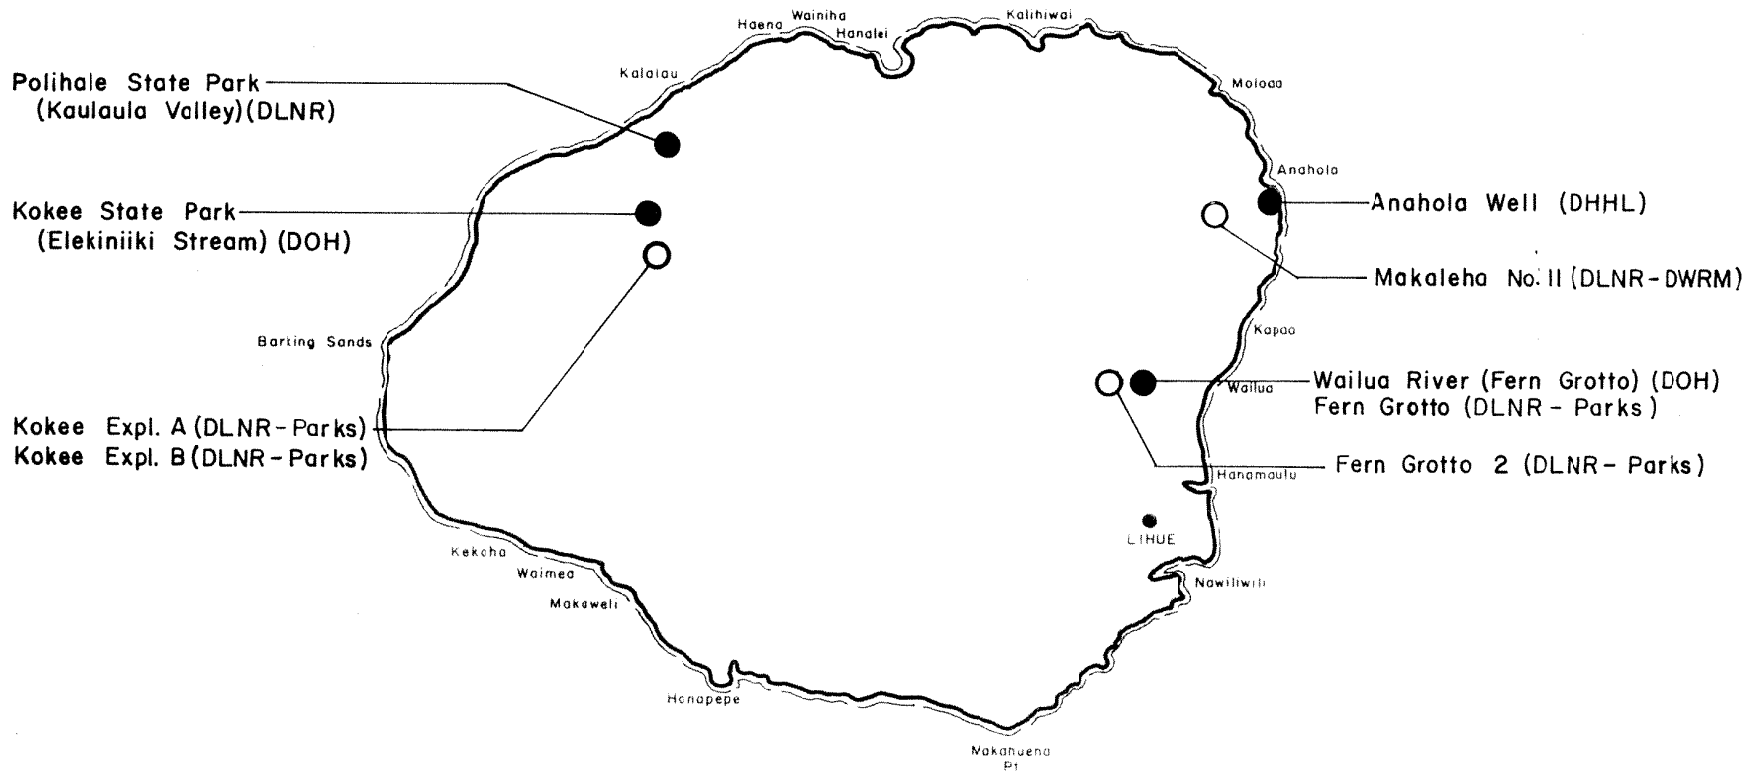 Haena
Wainiha
Hanalei
Kalihiwai
Kalalau
Polihale State Park
(Kaulaula Valley)(DLNR)
Moloaa
Anahola
Kokee State Park
(Elekiniiki Stream) (DOH)
Anahola Well (DHHL)
Makaleha No. 11 (DLNR-DWRM)
Barking Sands
Kapaa
Wailua
Wailua River (Fern Grotto) (DOH)
Fern Grotto (DLNR-Parks)
Kokee Expl. A (DLNR-Parks)
Kokee Expl. B (DLNR-Parks)
Fern Grotto 2 (DLNR-Parks)
Hanamaulu
LIHUE
Kekaha
Waimea
Makaweli
Nawiliwili
Hanapepe
Makahuena
Pt